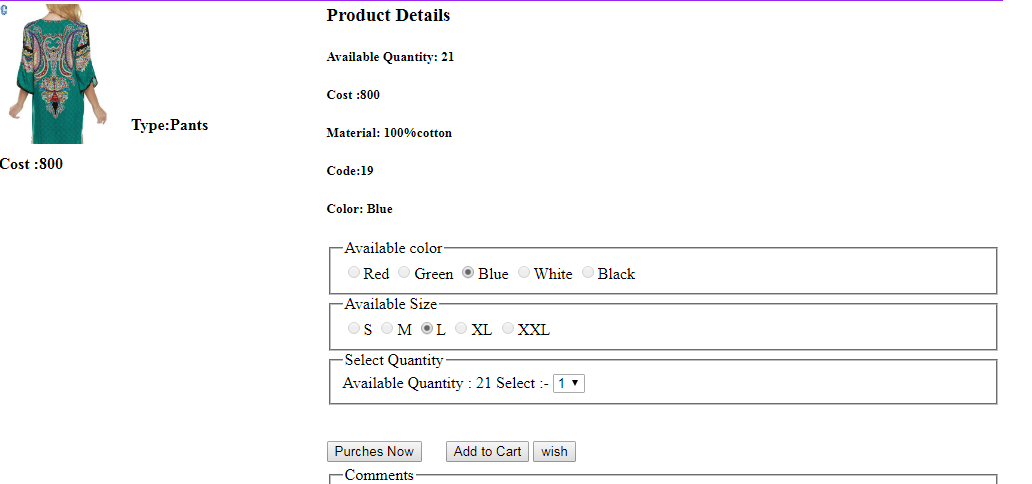 Product Details
Available Quantity: 21
Cost :800
Material: 100%cotton
Code:19
Color: Blue
Type:Pants
Cost :800
Available color
Red Green Blue White Black
Available Size
S M L XL XXL
Select Quantity
Available Quantity : 21 Select :- 1
Purches Now Add to Cart wish
Comments